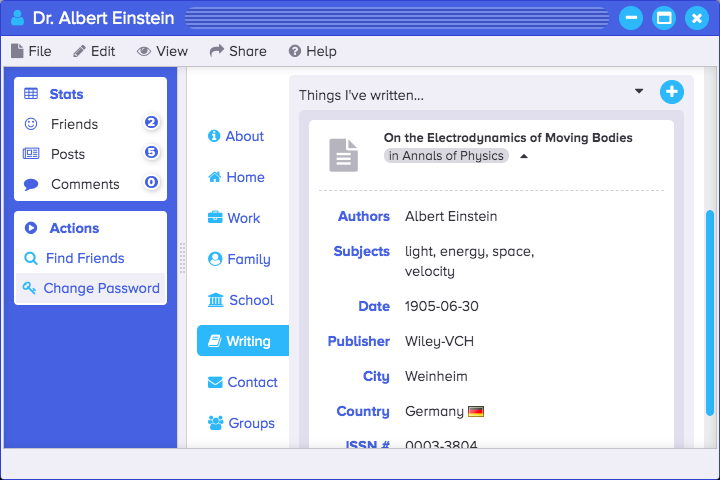 Dr. Albert Einstein
File Edit View Share Help
Stats
Friends 2
Posts 5
Comments 0
Actions
Find Friends
Change Password
About
Home
Work
Family
School
Writing
Contact
Groups
Things I've written...
On the Electrodynamics of Moving Bodies
in Annals of Physics
Authors Albert Einstein
Subjects light, energy, space,
velocity
Date 1905-06-30
Publisher Wiley-VCH
City Weinheim
Country Germany
ISSN # 0003-3804